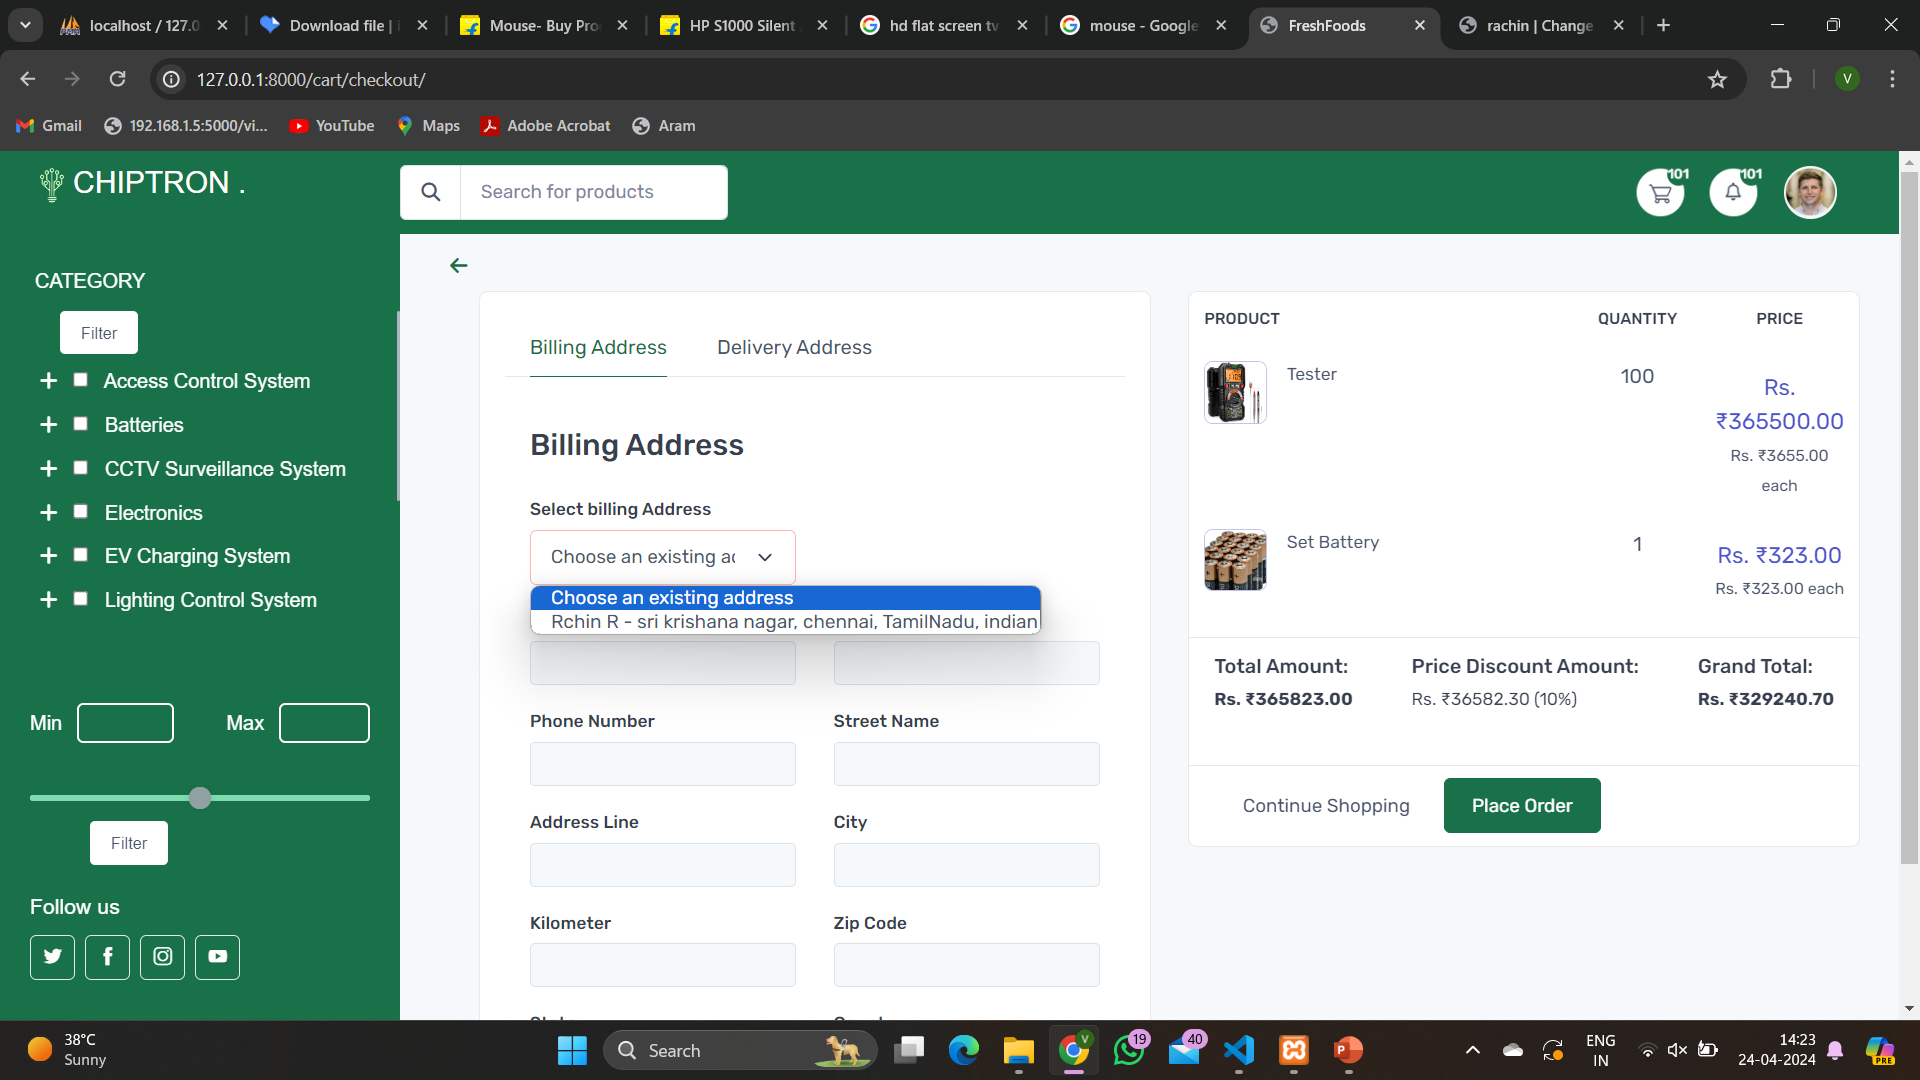 localhost / 127.0
Download file | i
Mouse- Buy Pro
HP S1000 Silent
hd flat screen tv
mouse - Google
FreshFoods
rachin | Change
127.0.0.1:8000/cart/checkout/
V
Gmail
192.168.1.5:5000/vi...
YouTube
Maps
Adobe Acrobat
Aram
CHIPTRON .
Search for products
101
101
CATEGORY
Filter
Access Control System
Batteries
CCTV Surveillance System
Electronics
EV Charging System
Lighting Control System
Min
Max
Filter
Follow us
Billing Address
Delivery Address
Billing Address
Select billing Address
Choose an existing ad
Choose an existing address
Rchin R - sri krishana nagar, chennai, TamilNadu, indian
Phone Number
Street Name
Address Line
City
Kilometer
Zip Code
PRODUCT
QUANTITY
PRICE
Tester
100
Rs.
₹365500.00
Rs. ₹3655.00
each
Set Battery
1
Rs. ₹323.00
Rs. ₹323.00 each
Total Amount:
Price Discount Amount:
Grand Total:
Rs. ₹365823.00
Rs. ₹36582.30 (10%)
Rs. ₹329240.70
Continue Shopping
Place Order
38°C
Sunny
Search
V
19
40
ENG
IN
14:23
24-04-2024
PRE